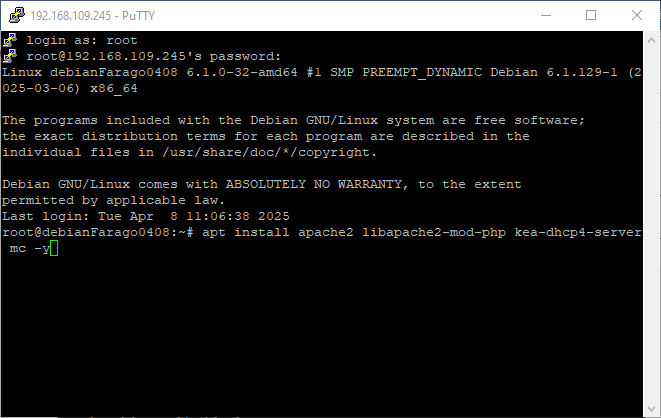 192.168.109.245 - PuTTY
login as: root
root@192.168.109.245's password:
Linux debianFarago0408 6.1.0-32-amd64 #1 SMP PREEMPT_DYNAMIC Debian 6.1.129-1 (2
025-03-06) x86_64
The programs included with the Debian GNU/Linux system are free software;
the exact distribution terms for each program are described in the
individual files in /usr/share/doc/*/copyright.
Debian GNU/Linux comes with ABSOLUTELY NO WARRANTY, to the extent
permitted by applicable law.
Last login: Tue Apr  8 11:06:38 2025
root@debianFarago0408:~# apt install apache2 libapache2-mod-php kea-dhcp4-server
 mc -y